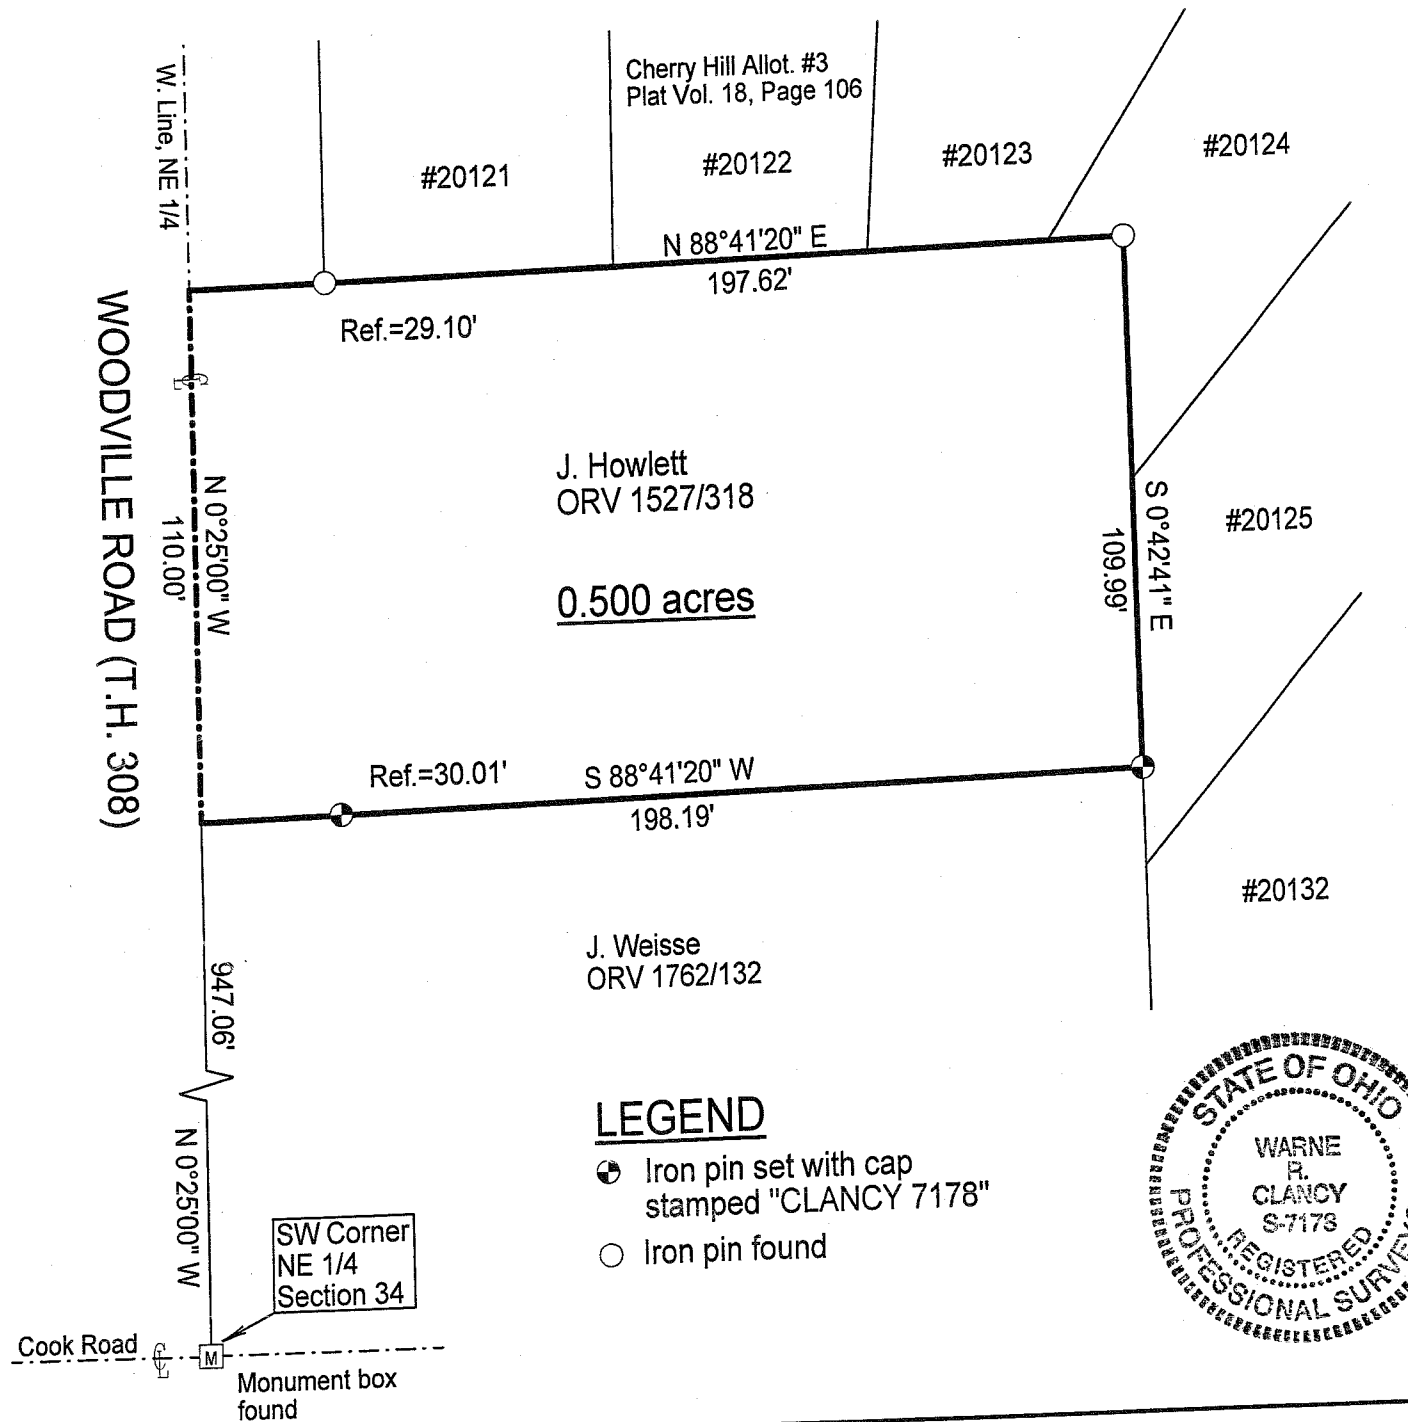 Cherry Hill Allot. #3
Plat Vol. 18, Page 106
W. Line, NE 1/4
#20121
#20122
#20123
#20124
N 88°41'20" E
197.62'
Ref.=29.10'
WOODVILLE ROAD (T.H. 308)
N 0°25'00" W
110.00'
J. Howlett
ORV 1527/318
0.500 acres
S 0°42'41" E
109.99'
#20125
Ref.=30.01'
S 88°41'20" W
198.19'
#20132
J. Weisse
ORV 1762/132
947.06'
N 0°25'00" W
LEGEND
Iron pin set with cap
stamped "CLANCY 7178"
Iron pin found
SW Corner
NE 1/4
Section 34
Cook Road
M
Monument box
found
STATE OF OHIO
WARNE
R.
CLANCY
S-7178
REGISTERED
PROFESSIONAL